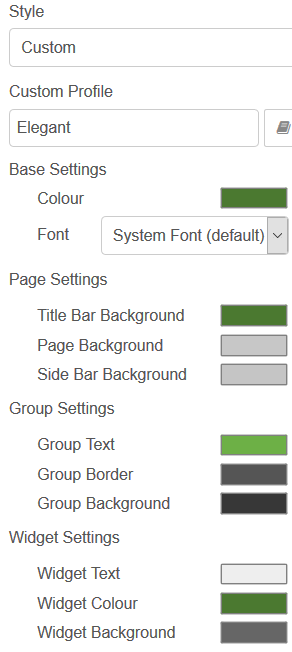 Style
Custom
Custom Profile
Elegant
Base Settings
Colour
Font System Font (default)
Page Settings
Title Bar Background
Page Background
Side Bar Background
Group Settings
Group Text
Group Border
Group Background
Widget Settings
Widget Text
Widget Colour
Widget Background